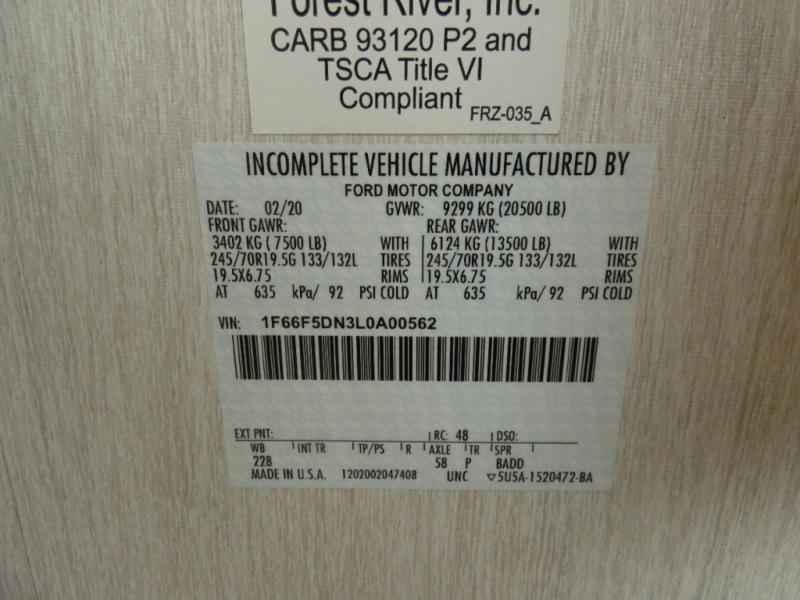 Forest River, Inc.
CARB 93120 P2 and
TSCA Title VI
Compliant
FRZ-035_A
INCOMPLETE VEHICLE MANUFACTURED BY
FORD MOTOR COMPANY
DATE: 02/20 GVWR: 9299 KG (20500 LB)
FRONT GAWR: REAR GAWR:
3402 KG ( 7500 LB) WITH 6124 KG (13500 LB) WITH
245/70R19.5G 133/132L TIRES 245/70R19.5G 133/132L TIRES
19.5X6.75 RIMS 19.5X6.75 RIMS
AT 635 kPa/ 92 PSI COLD AT 635 kPa/ 92 PSI COLD
VIN: 1F66F5DN3L0A00562
EXT PNT: RC: 48 DSO:
WB INT TR TP/PS R AXLE TR SPR
228 58 P BADD
MADE IN U.S.A. 1202002047408 UNC ▽5U5A-1520472-BA